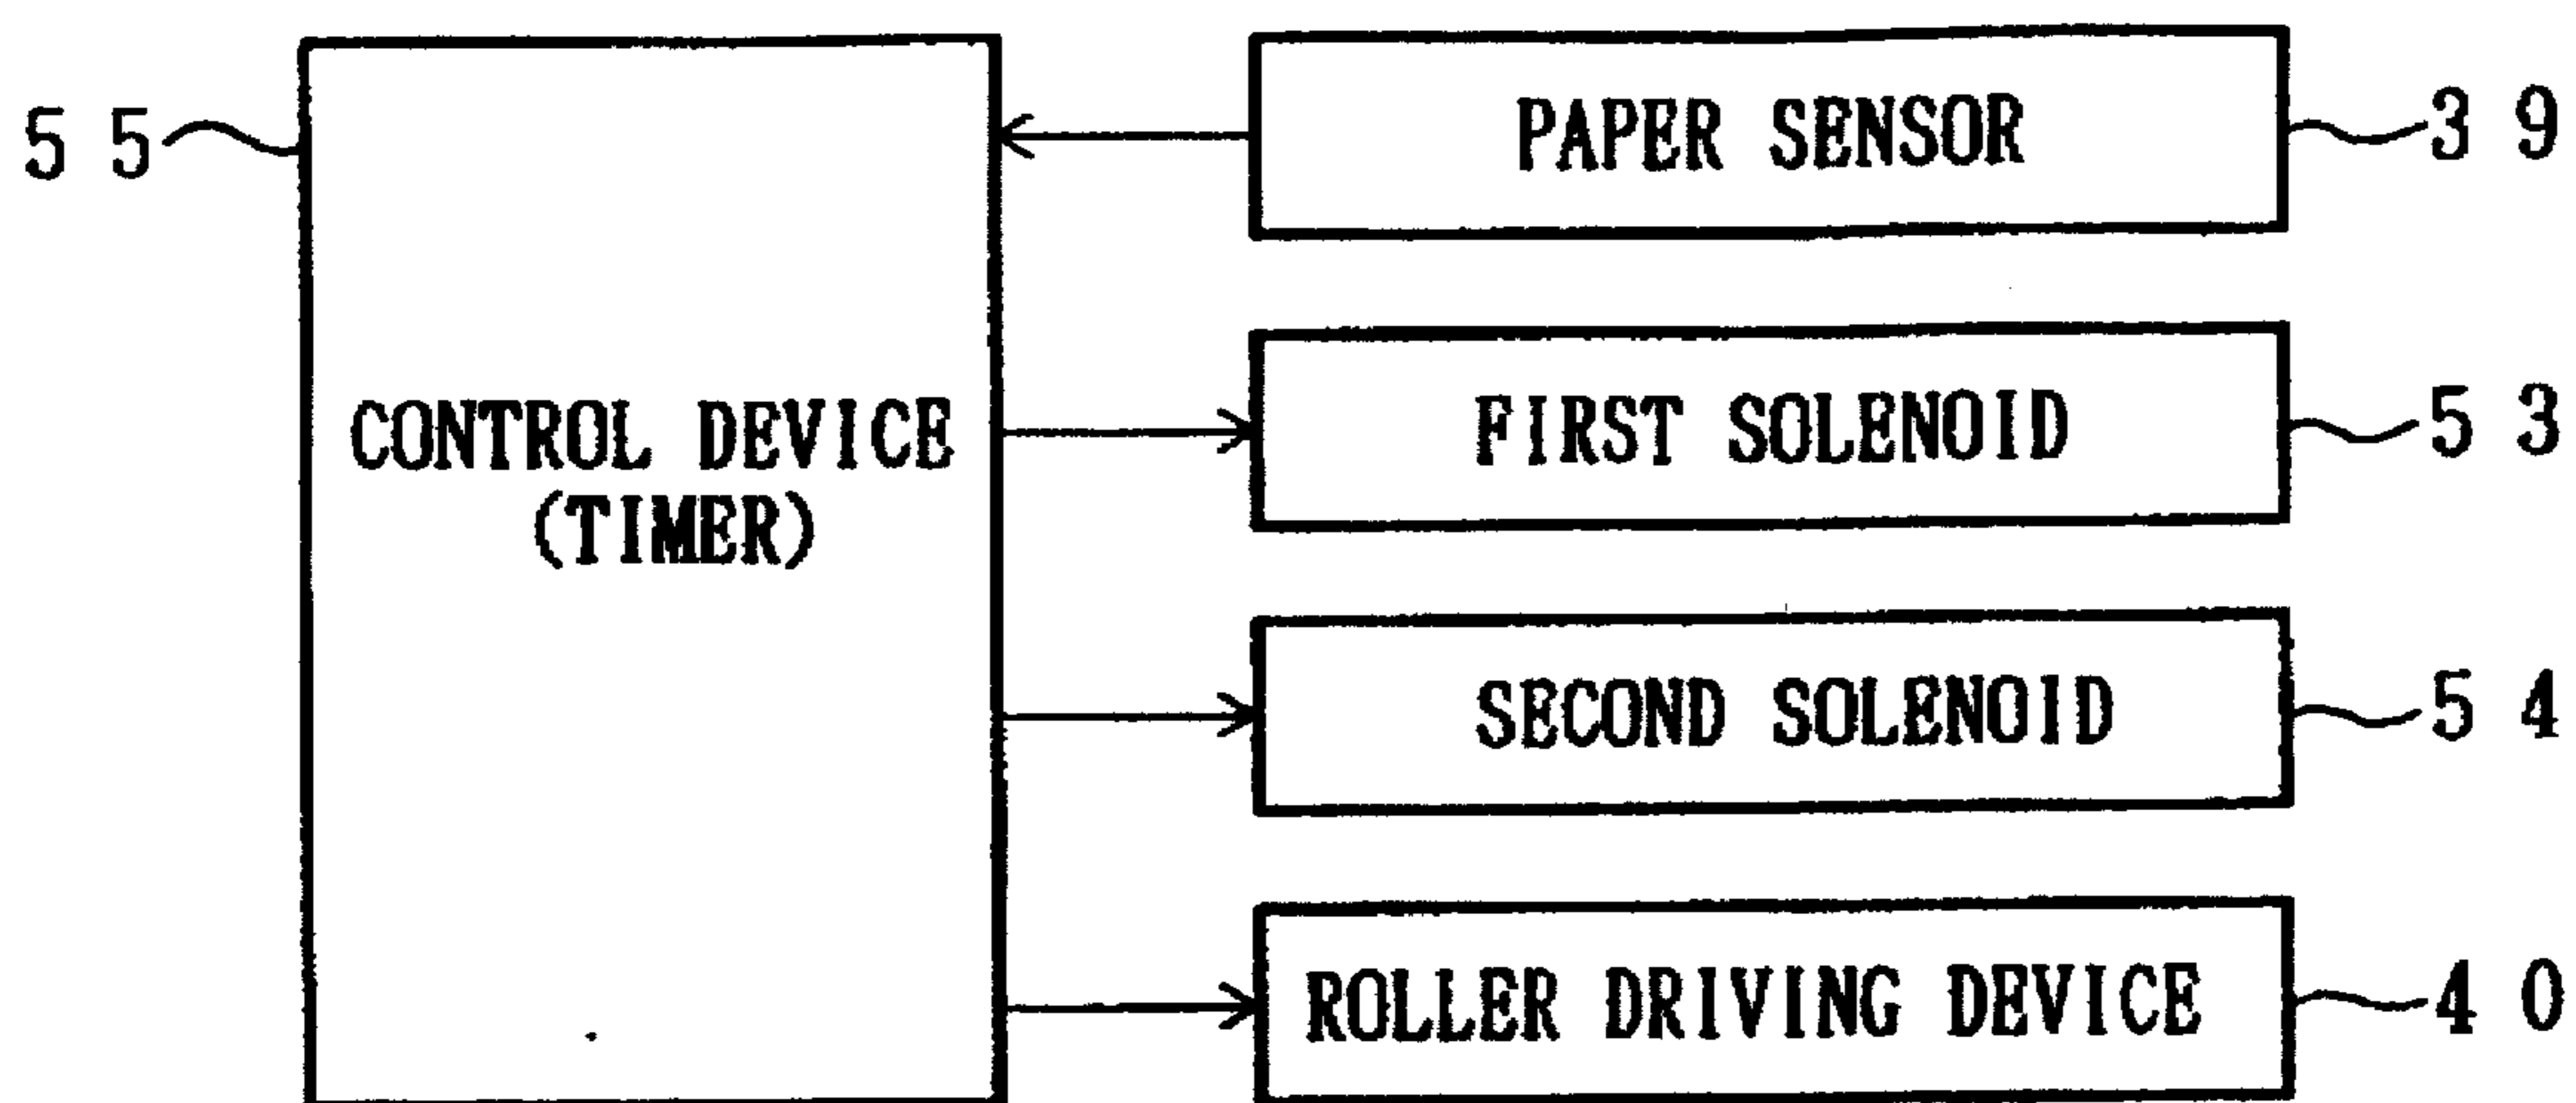 55
PAPER SENSOR
39
CONTROL DEVICE
(TIMER)
FIRST SOLENOID
53
SECOND SOLENOID
54
ROLLER DRIVING DEVICE
40